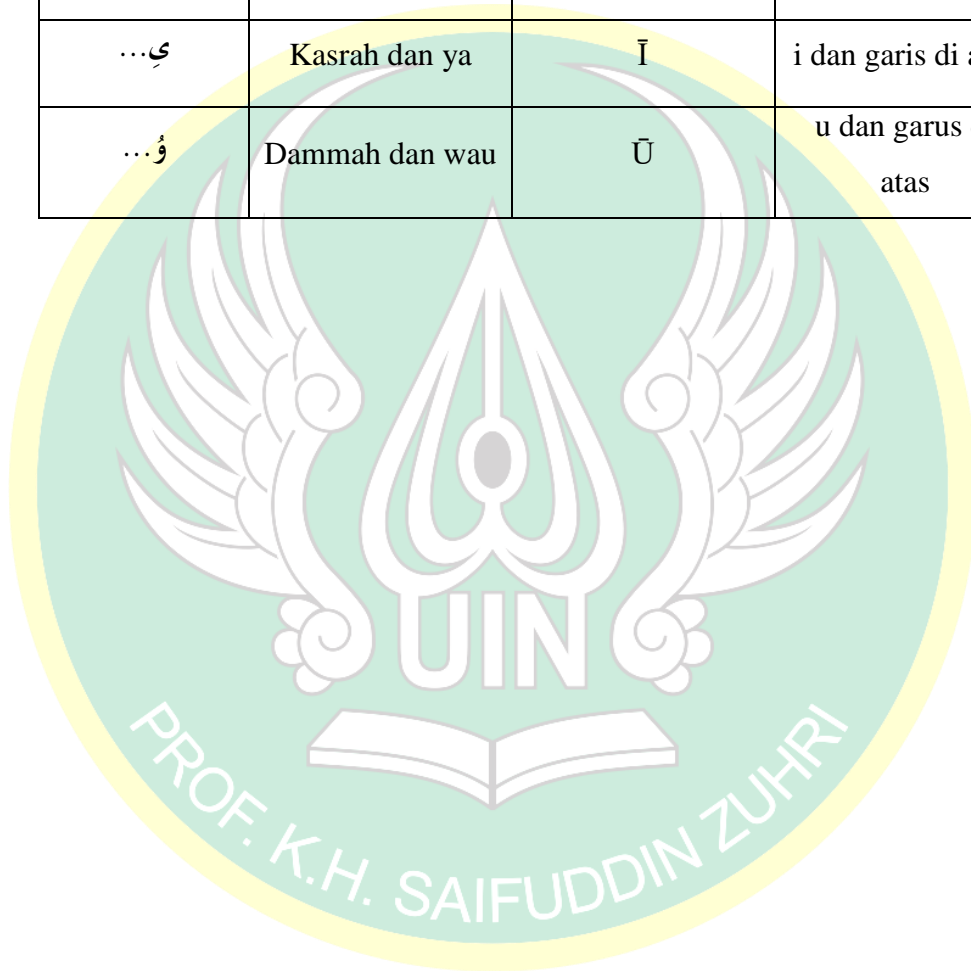 …يِ Kasrah dan ya Ī i dan garis di
…وُ Dammah dan wau Ū u dan garus
atas
UIN
PROF. K.H. SAIFUDDIN ZUHRI